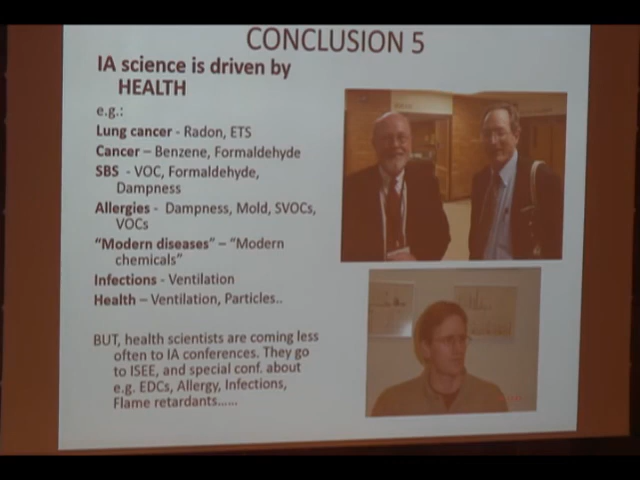 CONCLUSION 5
IA science is driven by
HEALTH
e.g.:
Lung cancer - Radon, ETS
Cancer – Benzene, Formaldehyde
SBS - VOC, Formaldehyde,
Dampness
Allergies - Dampness, Mold, SVOCs,
VOCs
“Modern diseases” – “Modern
chemicals”
Infections - Ventilation
Health – Ventilation, Particles..
BUT, health scientists are coming less
often to IA conferences. They go
to ISEE, and special conf. about
e.g. EDCs, Allergy, Infections,
Flame retardants......